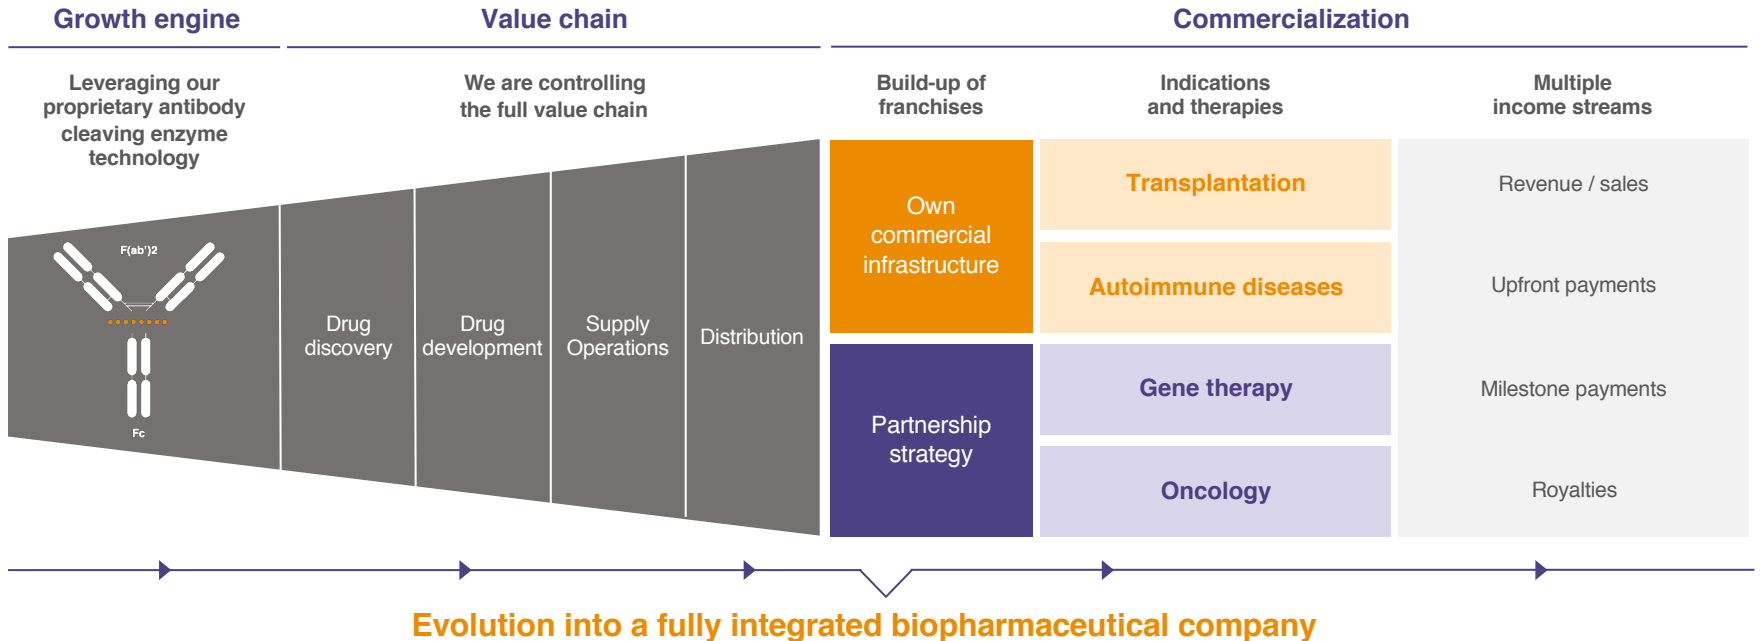 Growth engine
Value chain
Commercialization
Leveraging our
proprietary antibody
cleaving enzyme
technology
We are controlling
the full value chain
Build-up of
franchises
Indications
and therapies
Multiple
income streams
F(ab')2
Fc
Drug
discovery
Drug
development
Supply
Operations
Distribution
Own
commercial
infrastructure
Partnership
strategy
Transplantation
Autoimmune diseases
Gene therapy
Oncology
Revenue / sales
Upfront payments
Milestone payments
Royalties
Evolution into a fully integrated biopharmaceutical company